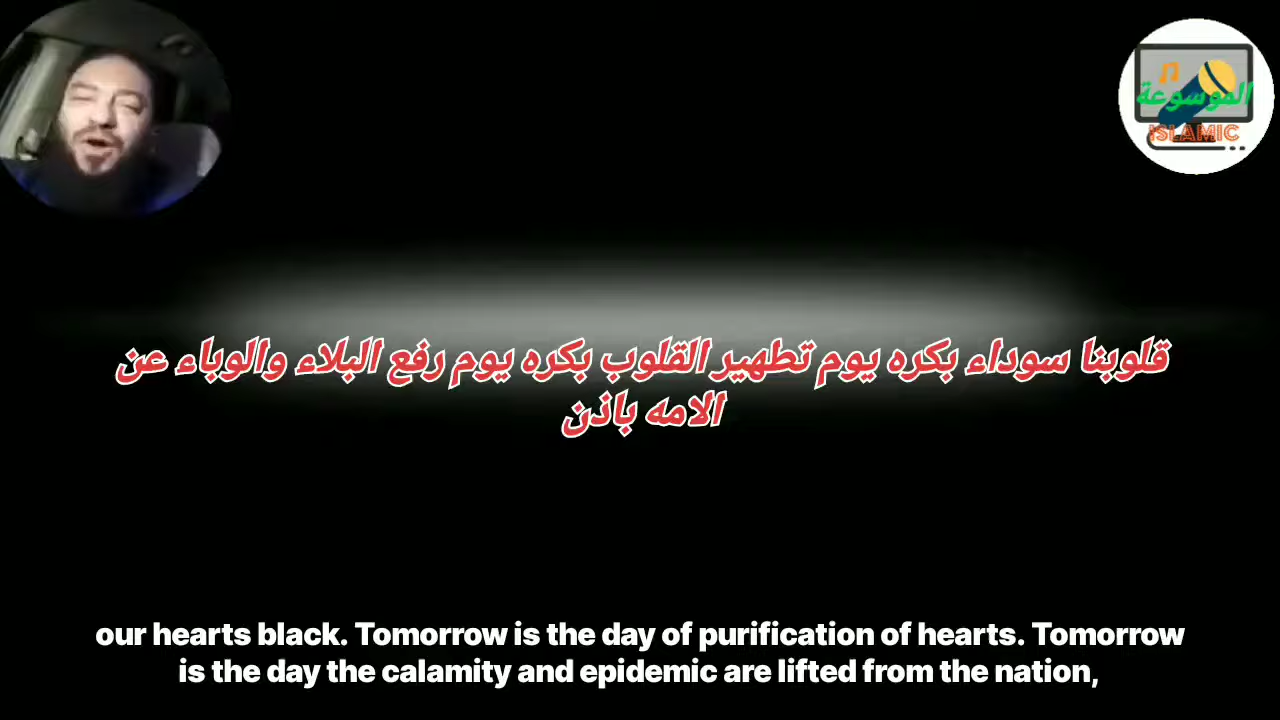 الموسوعة
ISLAMIC
قلوبنا سوداء بكره يوم تطهير القلوب بكره يوم رفع البلاء والوباء عن
الامه باذن
our hearts black. Tomorrow is the day of purification of hearts. Tomorrow
is the day the calamity and epidemic are lifted from the nation,